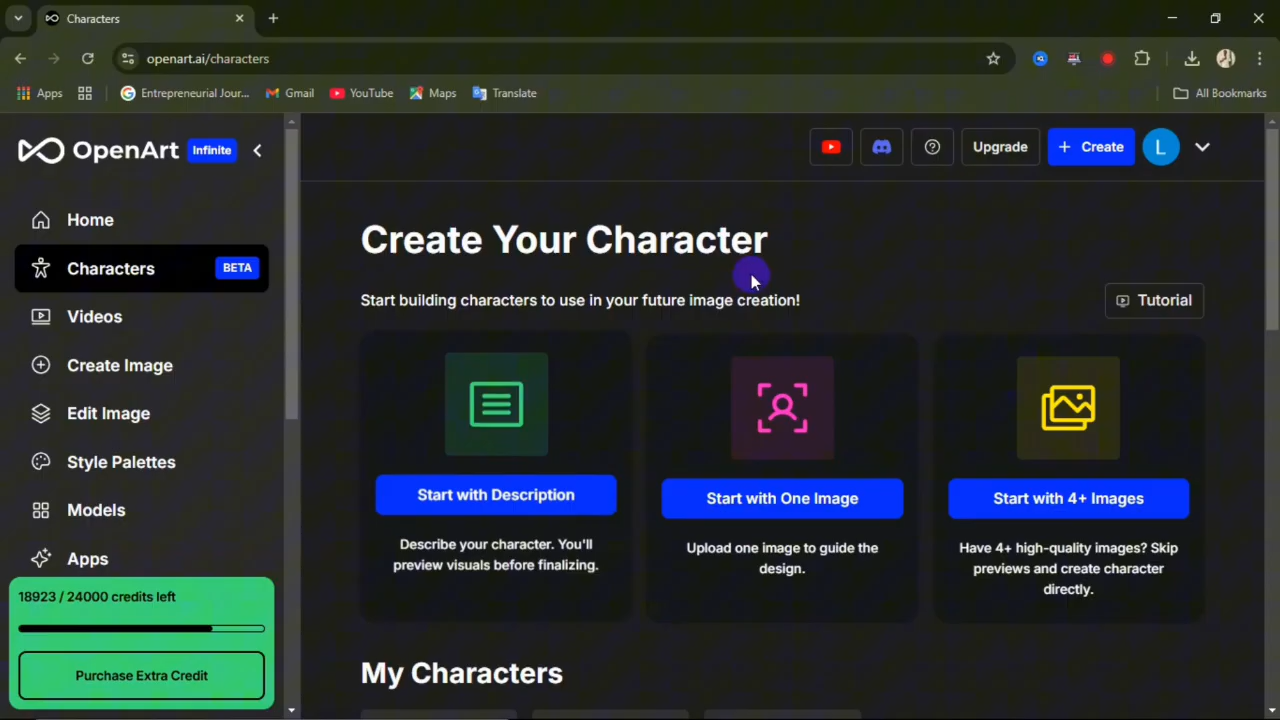 Characters
openart.ai/characters
Apps
Entrepreneurial Jour...
Gmail
YouTube
Maps
Translate
All Bookmarks
OpenArt
Infinite
Upgrade
+ Create
L
Home
Characters
BETA
Videos
Create Image
Edit Image
Style Palettes
Models
Apps
18923 / 24000 credits left
Purchase Extra Credit
Create Your Character
Start building characters to use in your future image creation!
Tutorial
Start with Description
Describe your character. You'll
preview visuals before finalizing.
Start with One Image
Upload one image to guide the
design.
Start with 4+ Images
Have 4+ high-quality images? Skip
previews and create character
directly.
My Characters